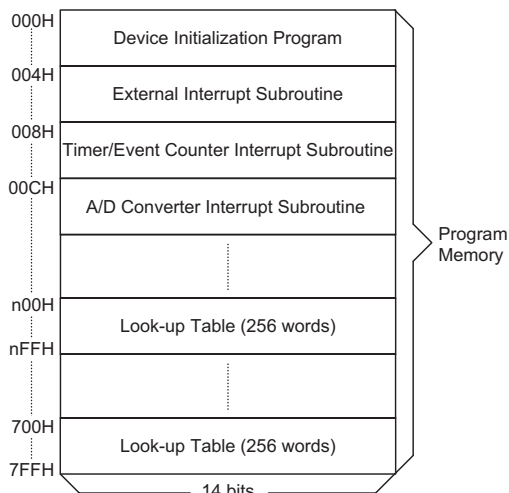 000H
Device Initialization Program
004H
External Interrupt Subroutine
008H
Timer/Event Counter Interrupt Subroutine
00CH
A/D Converter Interrupt Subroutine
Program
Memory
n00H
Look-up Table (256 words)
nFFH
700H
Look-up Table (256 words)
7FFH
14 bits